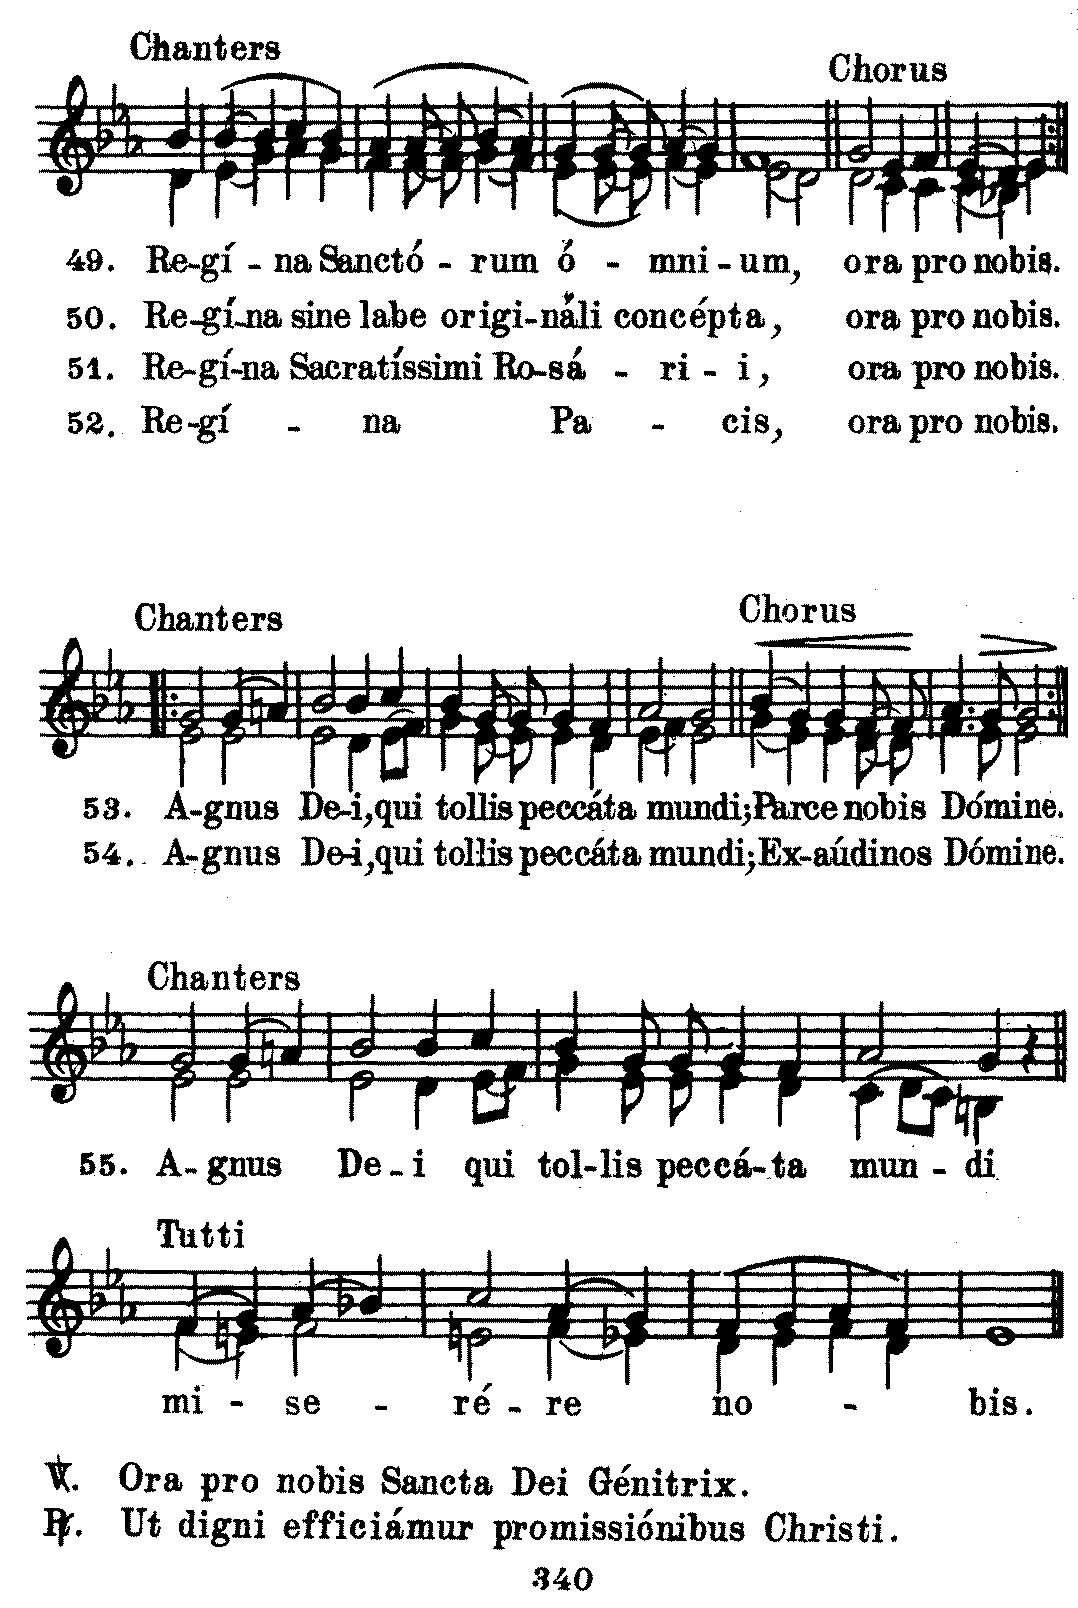 Chanters
Chorus
49. Re-gí - na Sanctó - rum ó - mni - um, ora pro nobis.
50. Re-gí-na sine labe origi-náli concépta, ora pro nobis.
51. Re-gí-na Sacratíssimi Ro-sá - ri - i, ora pro nobis.
52. Re-gí - na Pa - cis, ora pro nobis.
Chanters
Chorus
53. A-gnus De-i, qui tollis peccáta mundi; Parce nobis Dómine.
54. A-gnus De-i, qui tollis peccáta mundi; Ex-aúdinos Dómine.
Chanters
55. A- gnus De - i qui tol-lis peccá-ta mun - di
Tutti
mi - se - ré - re no - bis.
℣. Ora pro nobis Sancta Dei Génitrix.
℟. Ut digni efficiámur promissiónibus Christi.
340